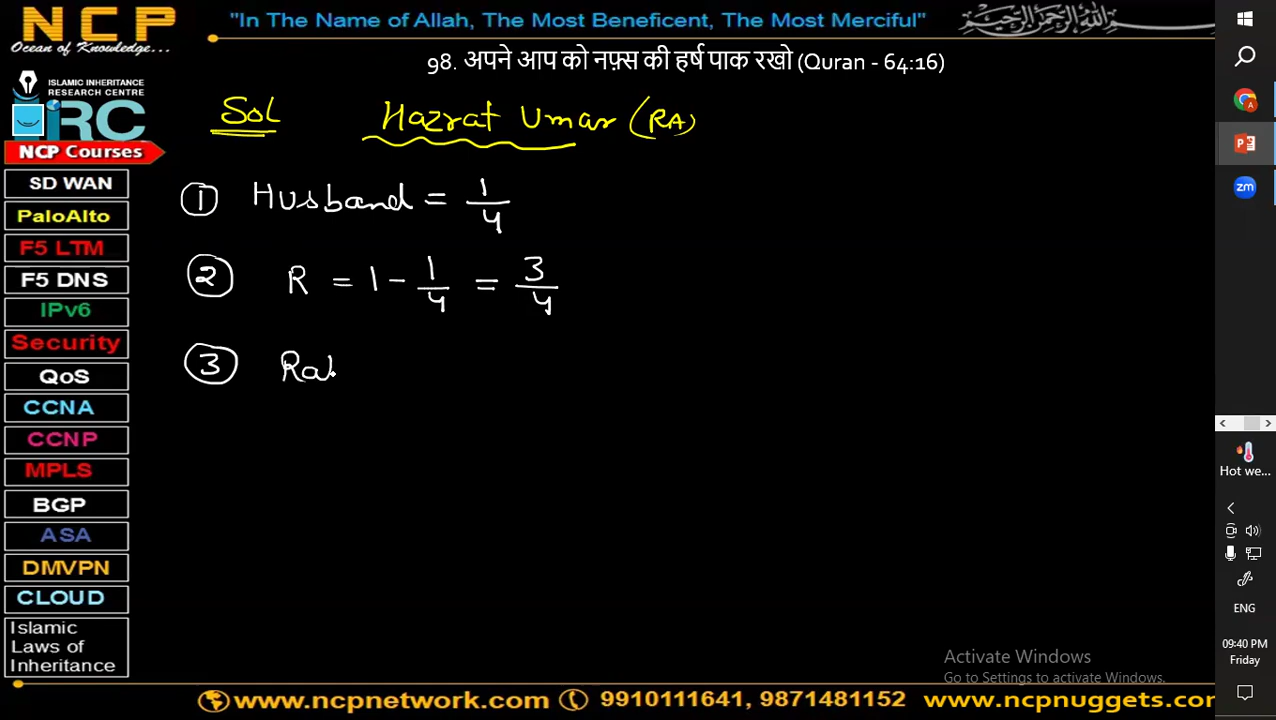 NCP
Ocean of Knowledge...
"In The Name of Allah, The Most Beneficent, The Most Merciful"
98. अपने आप को नफ़्स की हर्ष पाक रखो (Quran - 64:16)
ISLAMIC INHERITANCE
RESEARCH CENTRE
IRC
NCP Courses
SD WAN
PaloAlto
F5 LTM
F5 DNS
IPv6
Security
QoS
CCNA
CCNP
MPLS
BGP
ASA
DMVPN
CLOUD
Islamic
Laws of
Inheritance
Sol Hazrat Umar (RA)
① Husband = 1/4
② R = 1 - 1/4 = 3/4
③ Rat
Hot we...
ENG
09:40 PM
Friday
Activate Windows
Go to Settings to activate Windows.
www.ncpnetwork.com 9910111641, 9871481152 www.ncpnuggets.com